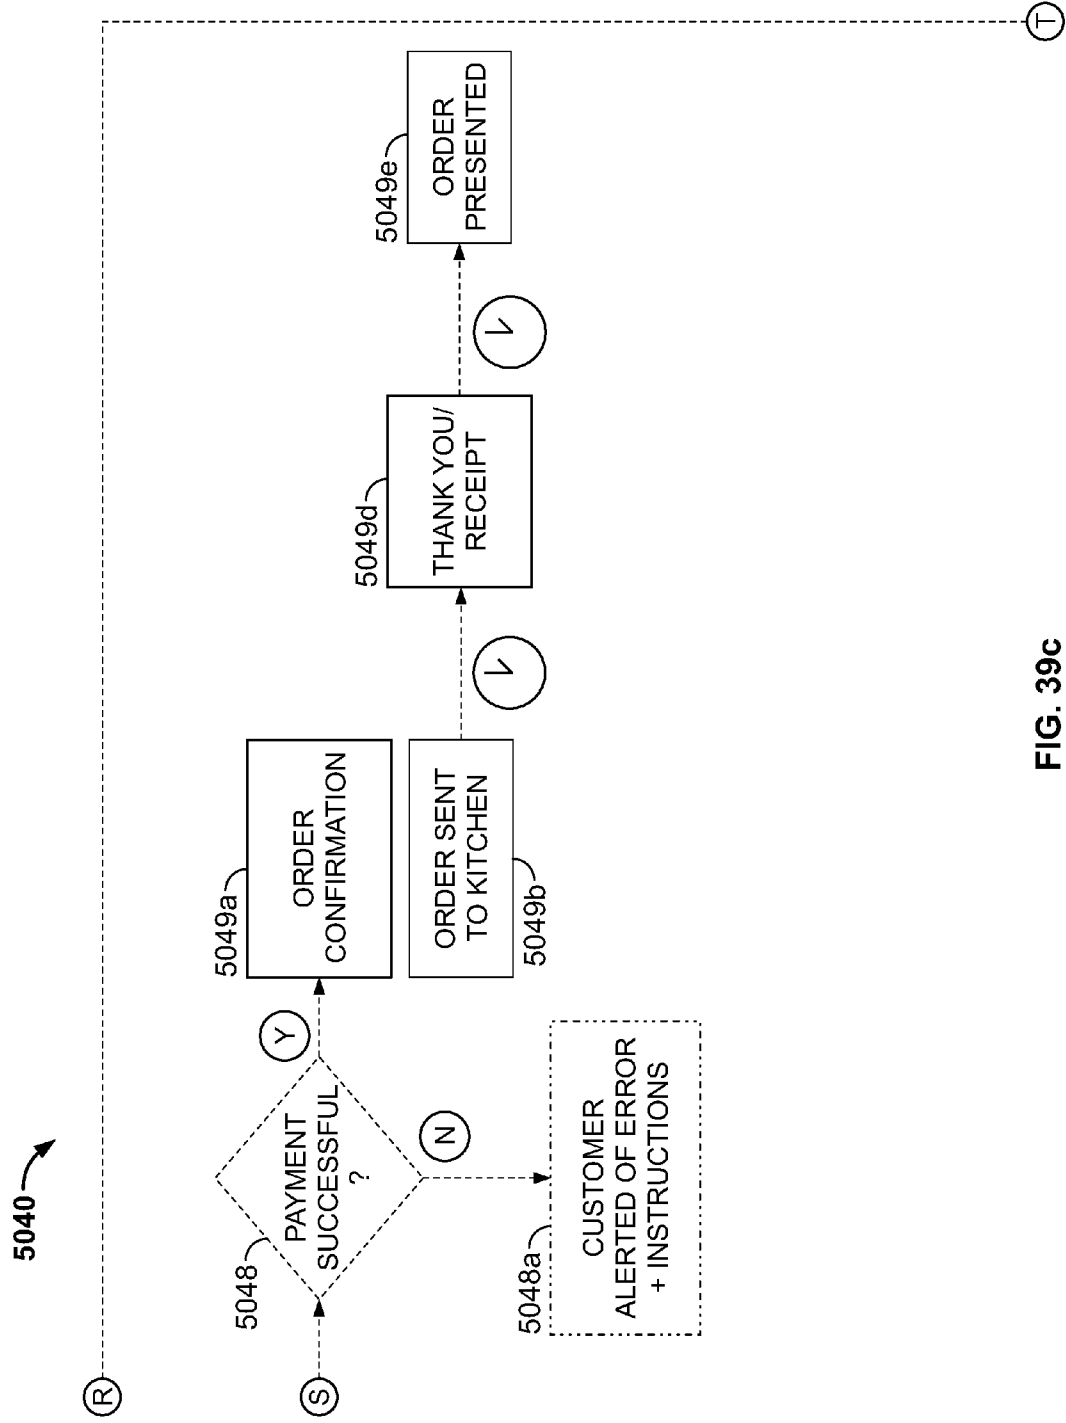 5040
R
T
S
5048
PAYMENT
SUCCESSFUL
?
Y
N
5048a
CUSTOMER
ALERTED OF ERROR
+ INSTRUCTIONS
5049a
ORDER
CONFIRMATION
ORDER SENT
TO KITCHEN
5049b
5049d
THANK YOU/
RECEIPT
5049e
ORDER
PRESENTED
FIG. 39c